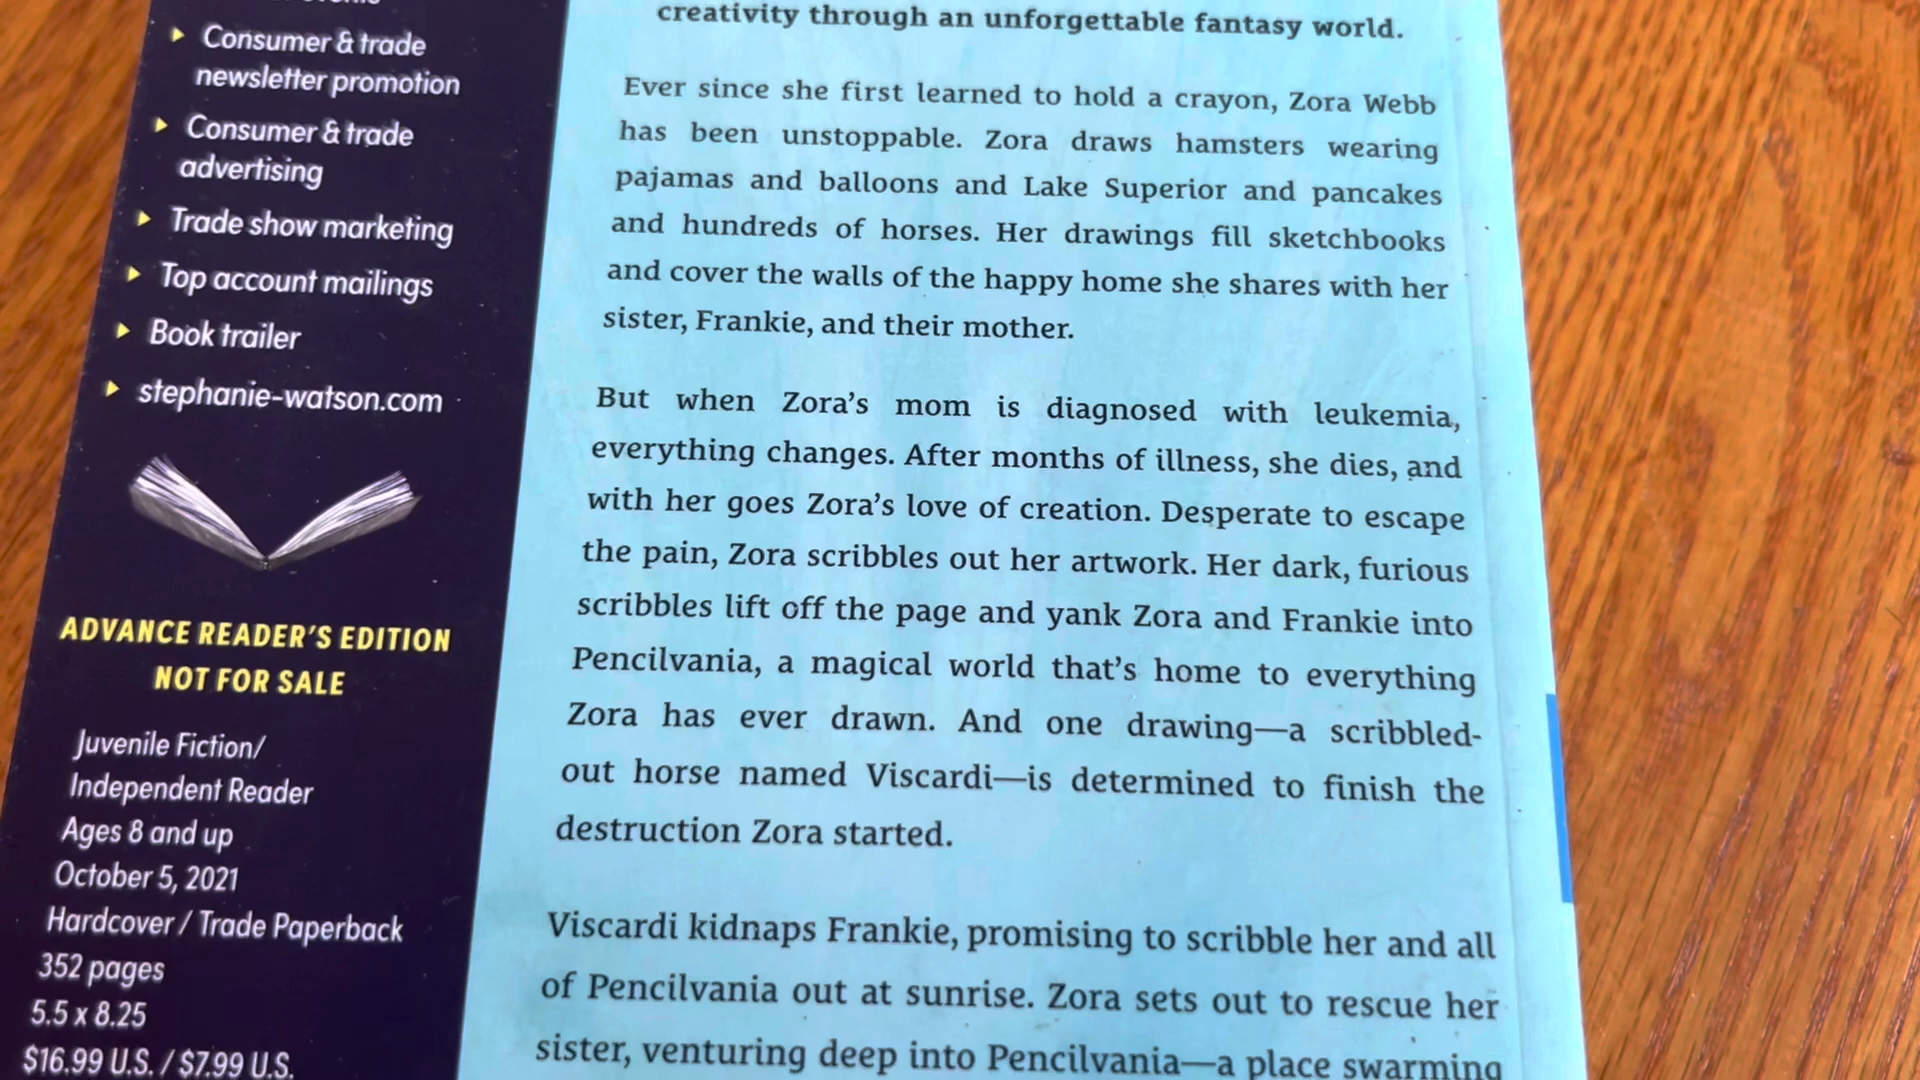 Consumer & trade
newsletter promotion
Consumer & trade
advertising
Trade show marketing
Top account mailings
Book trailer
stephanie-watson.com
ADVANCE READER'S EDITION
NOT FOR SALE
Juvenile Fiction/
Independent Reader
Ages 8 and up
October 5, 2021
Hardcover / Trade Paperback
352 pages
5.5 x 8.25
$16.99 U.S. / $7.99 U.S.
creativity through an unforgettable fantasy world.
Ever since she first learned to hold a crayon, Zora Webb
has been unstoppable. Zora draws hamsters wearing
pajamas and balloons and Lake Superior and pancakes
and hundreds of horses. Her drawings fill sketchbooks
and cover the walls of the happy home she shares with her
sister, Frankie, and their mother.
But when Zora's mom is diagnosed with leukemia,
everything changes. After months of illness, she dies, and
with her goes Zora's love of creation. Desperate to escape
the pain, Zora scribbles out her artwork. Her dark, furious
scribbles lift off the page and yank Zora and Frankie into
Pencilvania, a magical world that's home to everything
Zora has ever drawn. And one drawing—a scribbled-
out horse named Viscardi—is determined to finish the
destruction Zora started.
Viscardi kidnaps Frankie, promising to scribble her and all
of Pencilvania out at sunrise. Zora sets out to rescue her
sister, venturing deep into Pencilvania—a place swarming